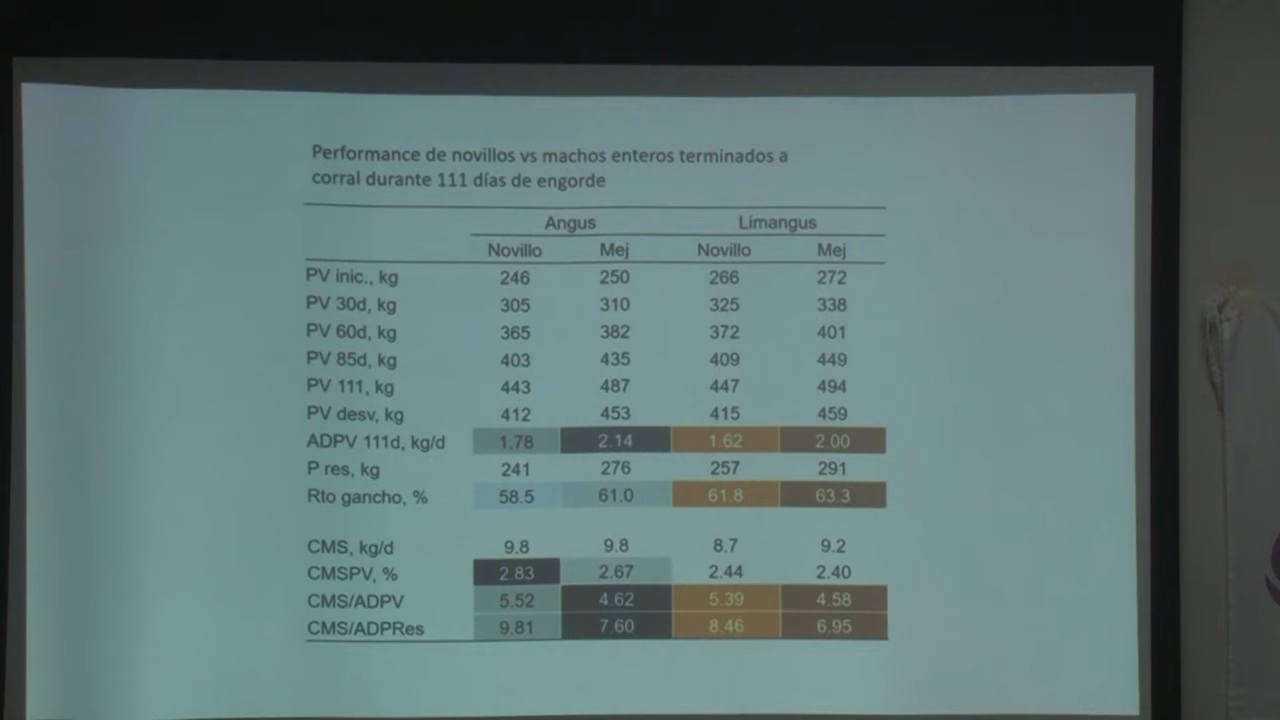 Performance de novillos vs machos enteros terminados a
corral durante 111 días de engorde
Angus Limangus
Novillo Mej Novillo Mej
PV inic., kg 246 250 266 272
PV 30d, kg 305 310 325 338
PV 60d, kg 365 382 372 401
PV 85d, kg 403 435 409 449
PV 111, kg 443 487 447 494
PV desv, kg 412 453 415 459
ADPV 111d, kg/d 1.78 2.14 1.62 2.00
P res, kg 241 276 257 291
Rto gancho, % 58.5 61.0 61.8 63.3
CMS, kg/d 9.8 9.8 8.7 9.2
CMSPV, % 2.83 2.67 2.44 2.40
CMS/ADPV 5.52 4.62 5.39 4.58
CMS/ADPRes 9.81 7.60 8.46 6.95